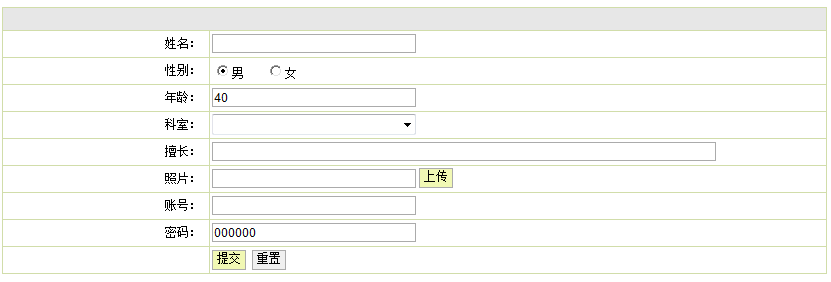 姓名：
性别： 男 女
年龄： 40
科室：
擅长：
照片： 上传
账号：
密码： 000000
提交 重置